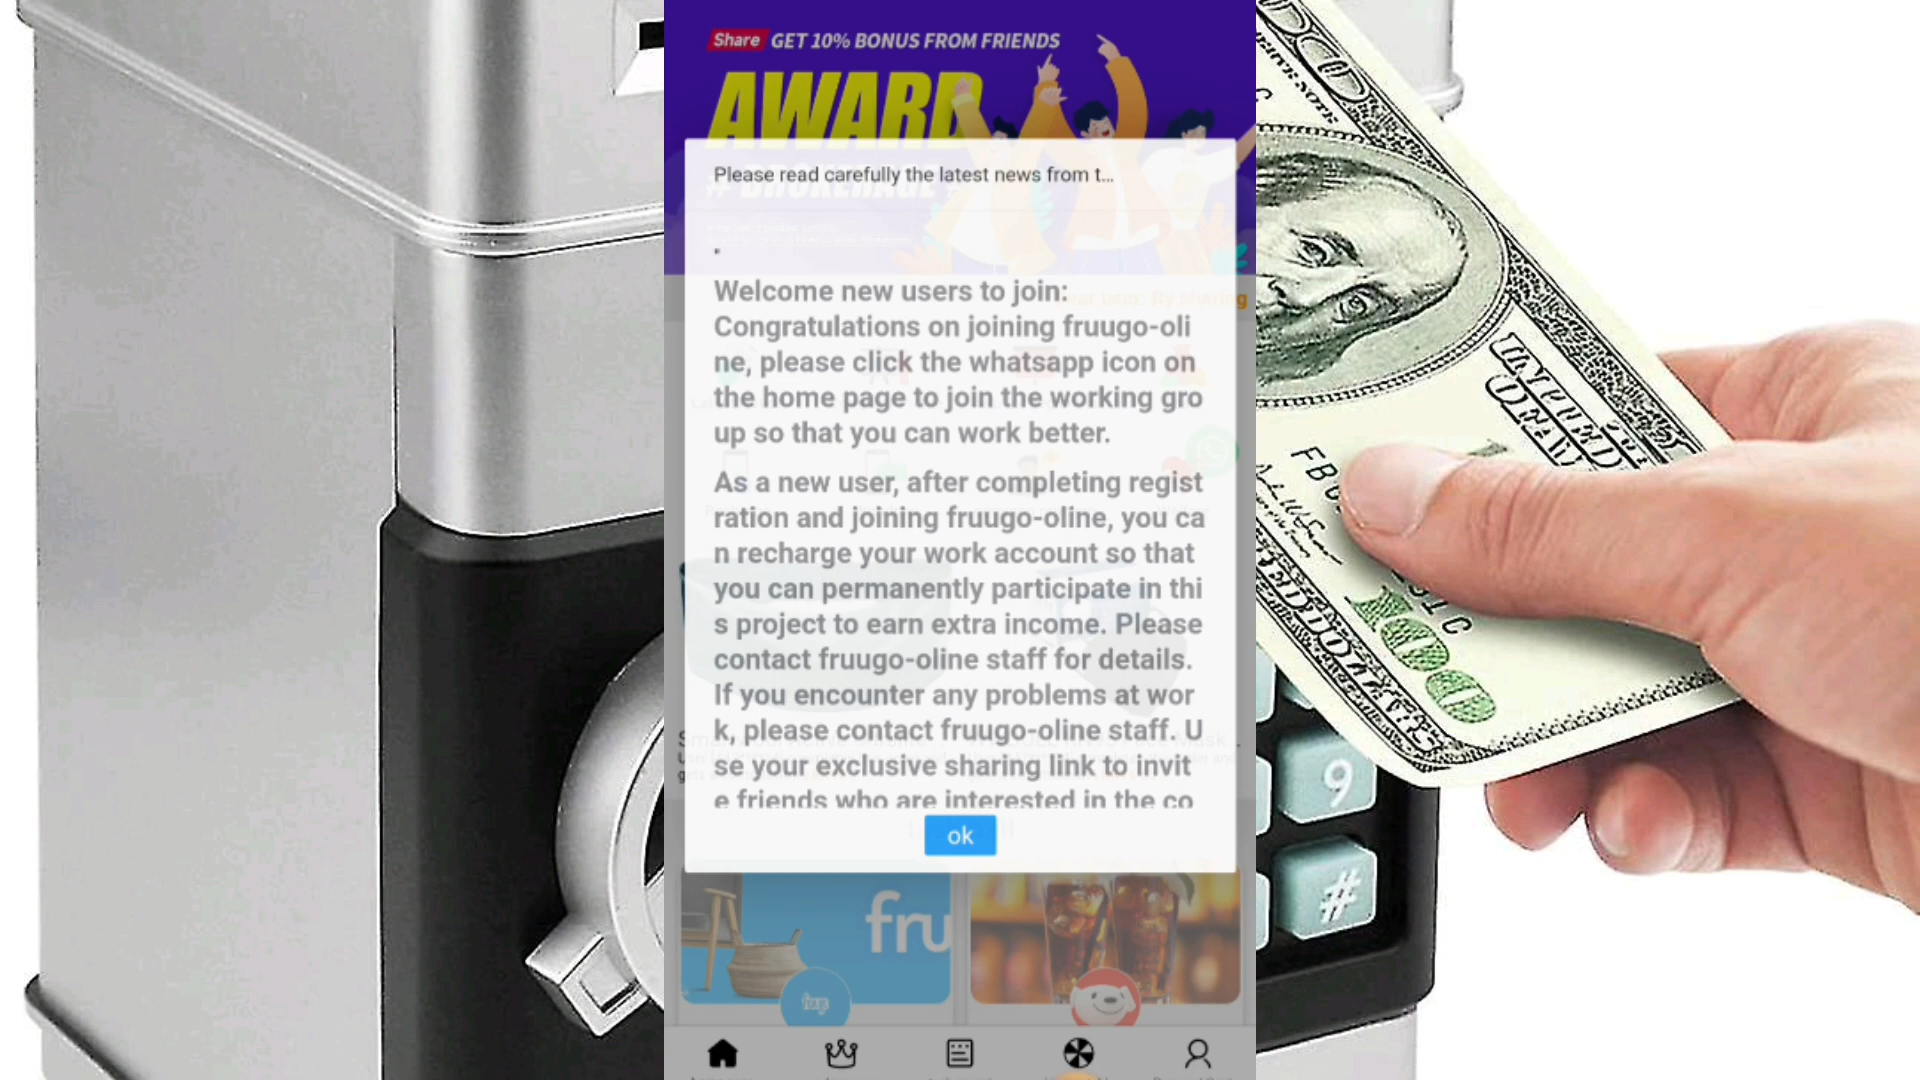 Share GET 10% BONUS FROM FRIENDS
AWARD
# BROKERAGE
Please read carefully the latest news from t...
Welcome new users to join:
Congratulations on joining fruugo-oli
ne, please click the whatsapp icon on
the home page to join the working gro
up so that you can work better.
As a new user, after completing regist
ration and joining fruugo-oline, you ca
n recharge your work account so that
you can permanently participate in thi
s project to earn extra income. Please
contact fruugo-oline staff for details.
If you encounter any problems at wor
k, please contact fruugo-oline staff. U
se your exclusive sharing link to invit
e friends who are interested in the co
ok
fru
9
#
100